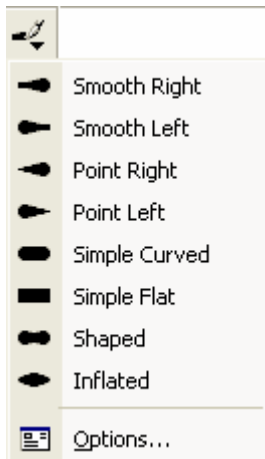 Smooth Right
Smooth Left
Point Right
Point Left
Simple Curved
Simple Flat
Shaped
Inflated
Options...